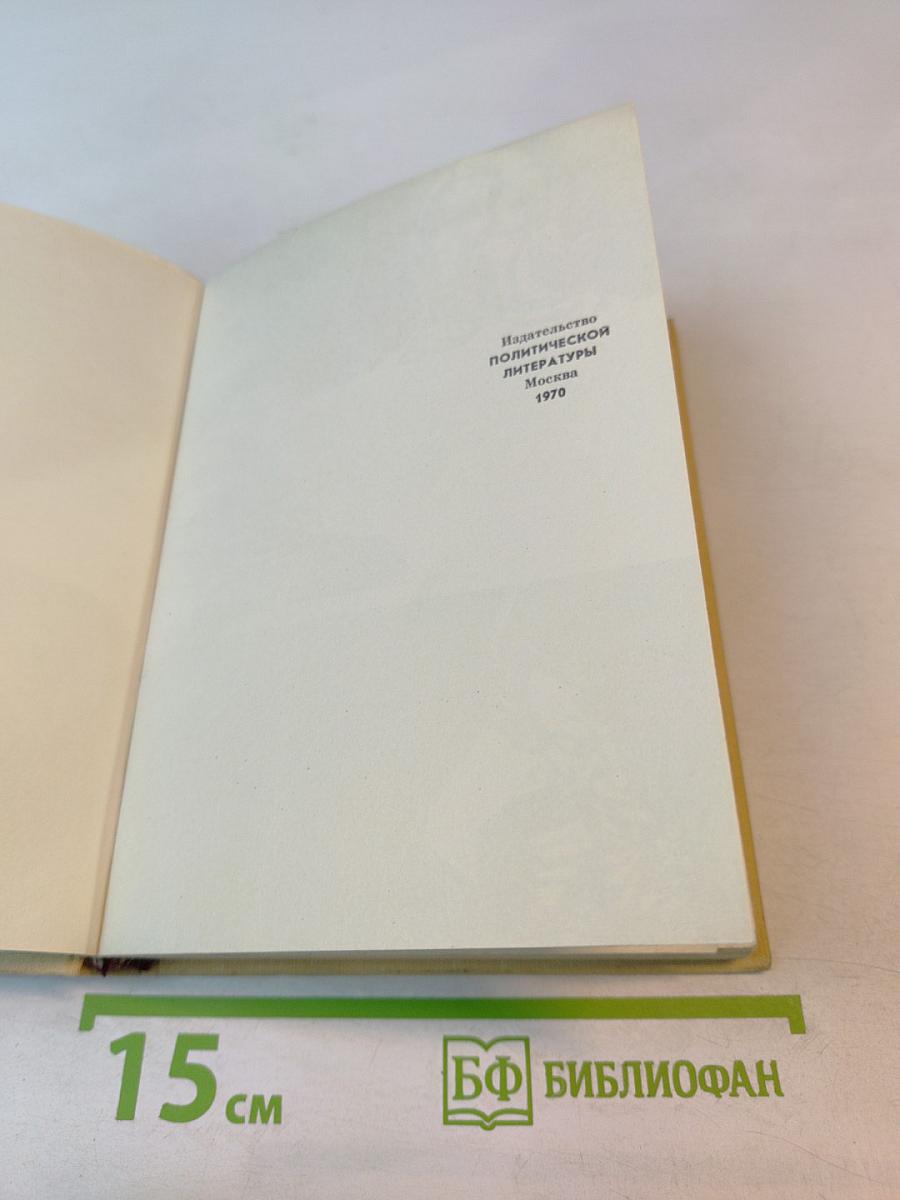 Издательство
ПОЛИТИЧЕСКОЙ
ЛИТЕРАТУРЫ
Москва
1970
15 см
БФ БИБЛИОФАН